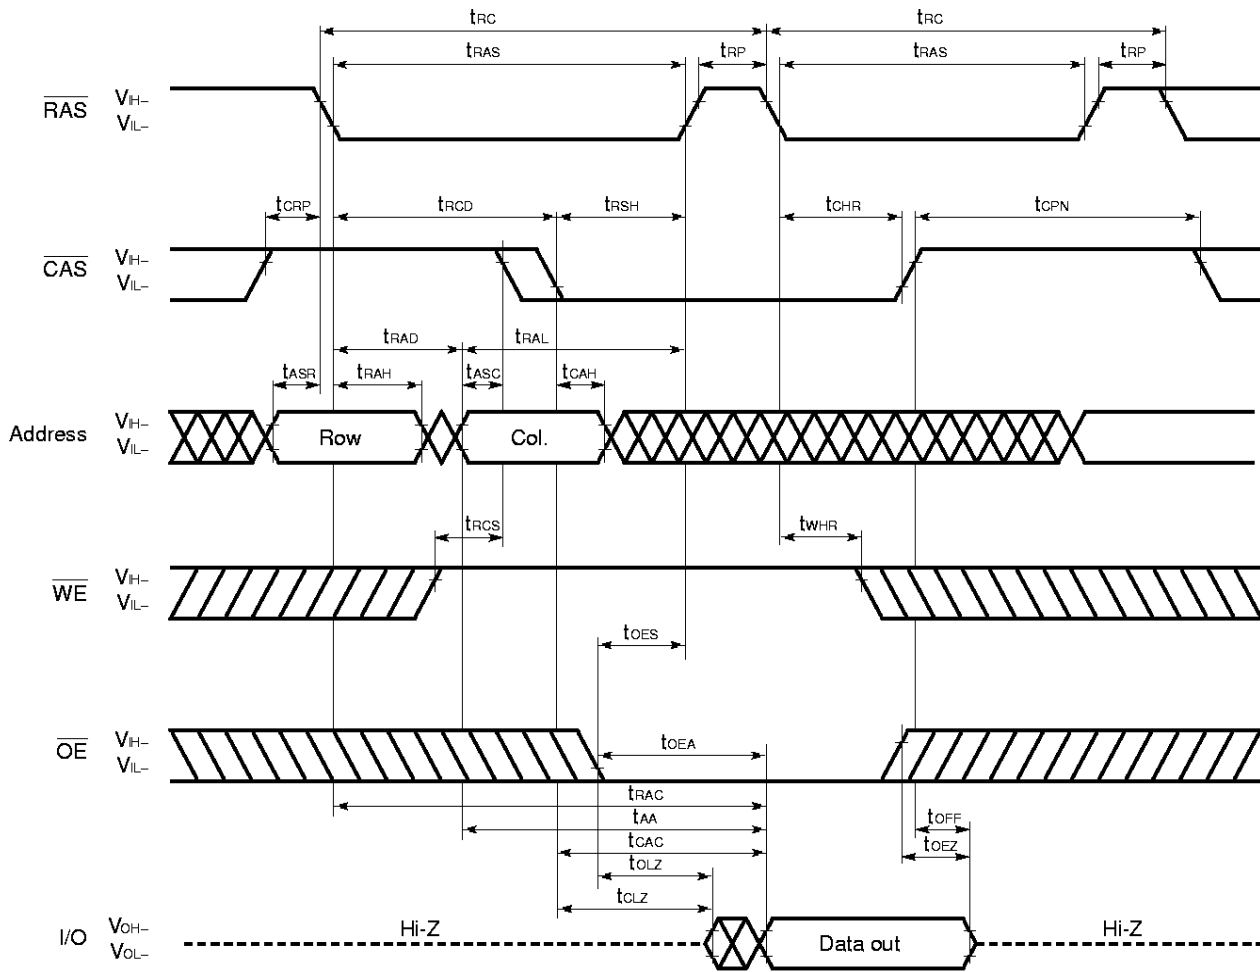 tRC tRC
tRAS tRP tRAS tRP
RAS VIH–
VIL–
tCRP tRCD tRSH tCHR tCPN
CAS VIH–
VIL–
tRAD tRAL
tASR tRAH tASC tCAH
Address VIH–
VIL–
Row Col.
tRCS tWHR
WE VIH–
VIL–
tOES
OE VIH–
VIL–
tOEA
tRAC
tAA tOFF
tCAC tOEZ
tOLZ
tCLZ
I/O VOH–
VOL–
Hi-Z Data out Hi-Z